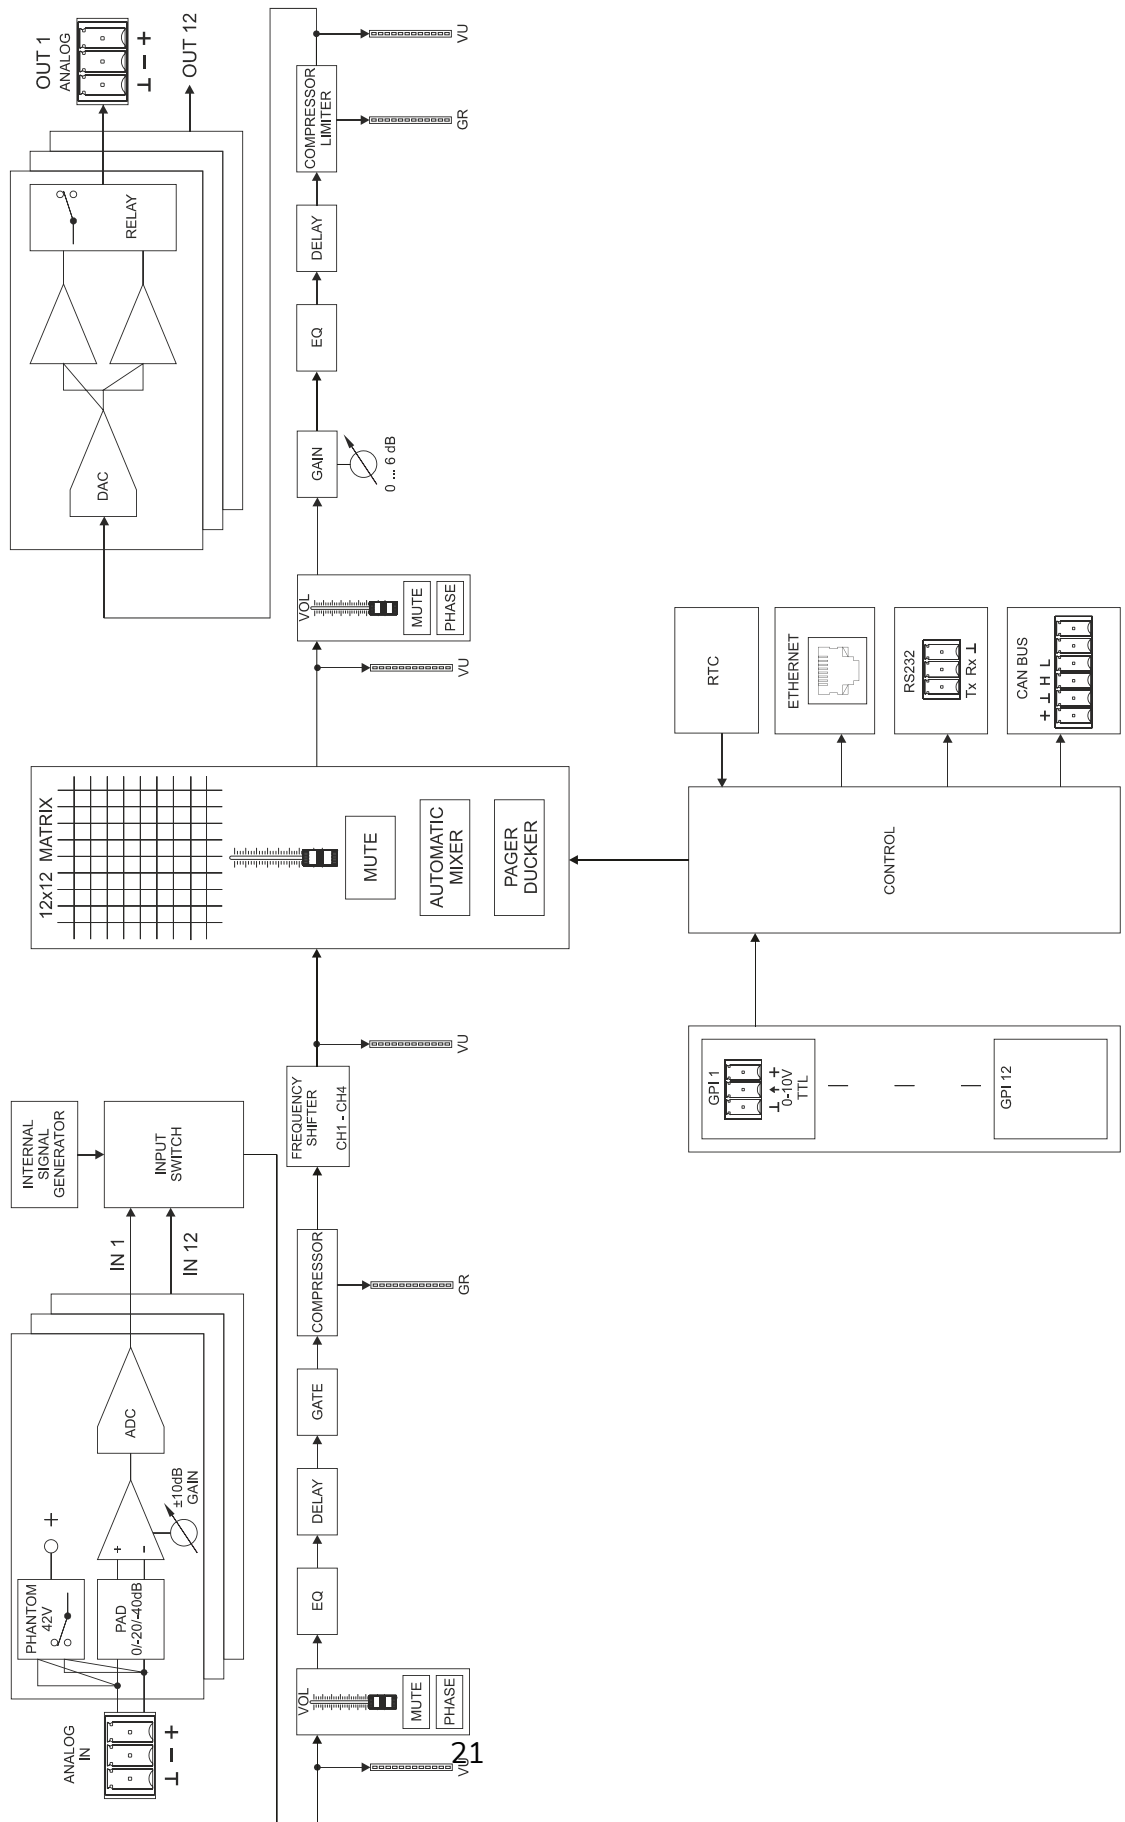 ANALOG
IN
⊥ − +
PHANTOM
42V
+
PAD
0/-20/-40dB
+
-
±10dB
GAIN
ADC
IN 1
IN 12
INTERNAL
SIGNAL
GENERATOR
INPUT
SWITCH
VU
VOL
MUTE
PHASE
EQ
DELAY
GATE
COMPRESSOR
GR
FREQUENCY
SHIFTER
CH1 - CH4
VU
12x12 MATRIX
MUTE
AUTOMATIC
MIXER
PAGER
DUCKER
VU
VOL
MUTE
PHASE
GAIN
0 ... 6 dB
EQ
DELAY
COMPRESSOR
LIMITER
GR
VU
DAC
RELAY
OUT 1
ANALOG
⊥ − +
OUT 12
GPI 1
⊥ ↑ +
0-10V
TTL
GPI 12
CONTROL
RTC
ETHERNET
RS232
Tx Rx ⊥
CAN BUS
+ ⊥ H L
21